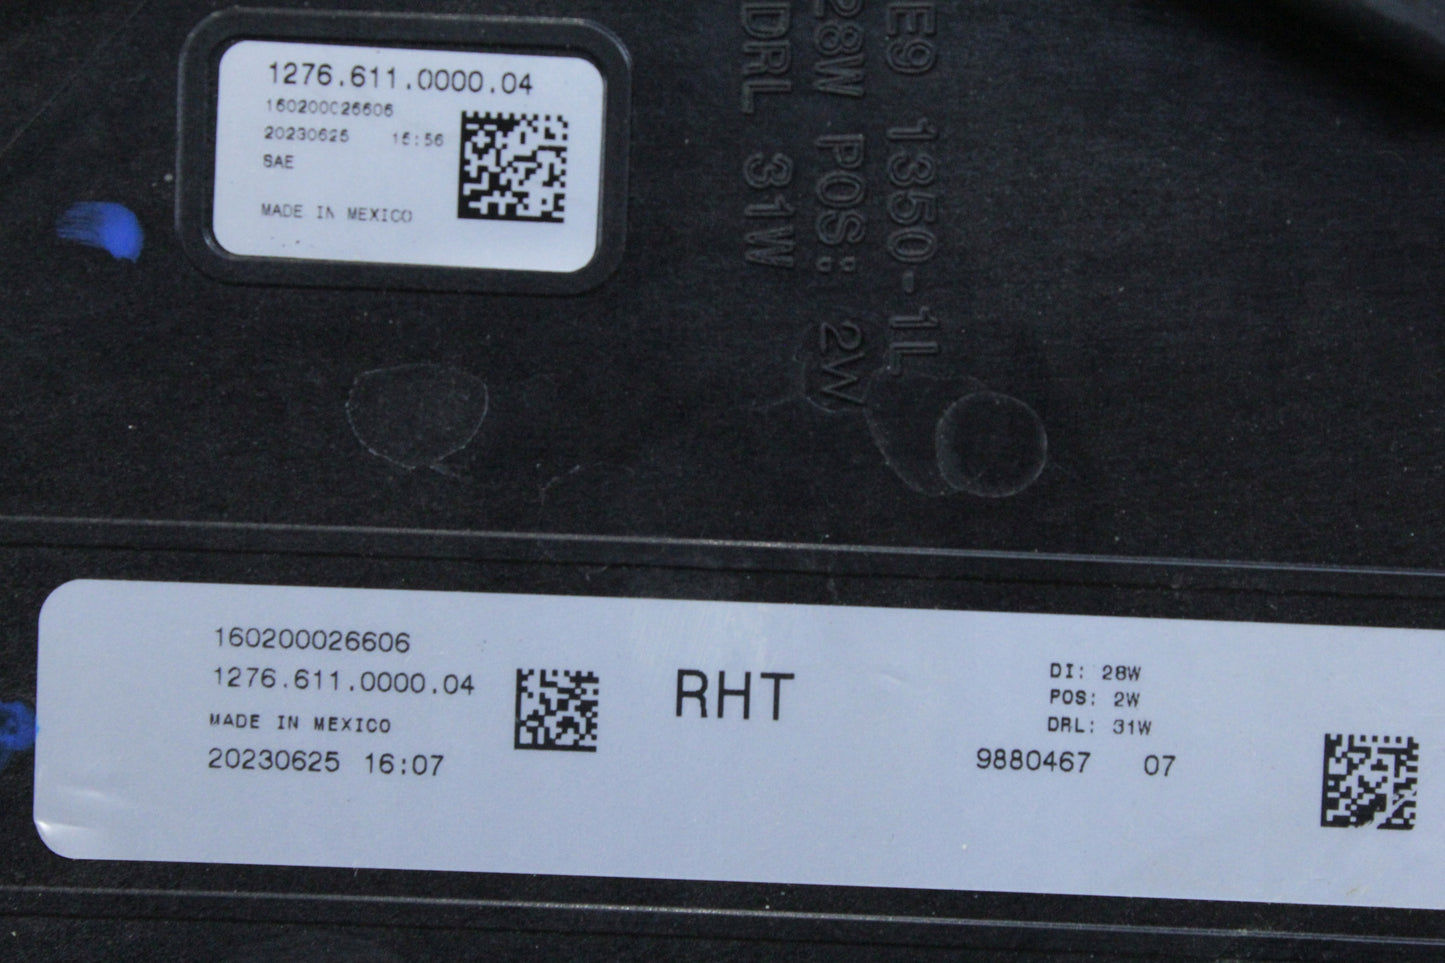 1276.611.0000.04
160200026606
20230625 15:56
SAE
MADE IN MEXICO
E9 1350-1L
28W POS: 2W
DRL 31W
160200026606
1276.611.0000.04
MADE IN MEXICO
20230625 16:07
RHT
DI: 28W
POS: 2W
DRL: 31W
9880467 07